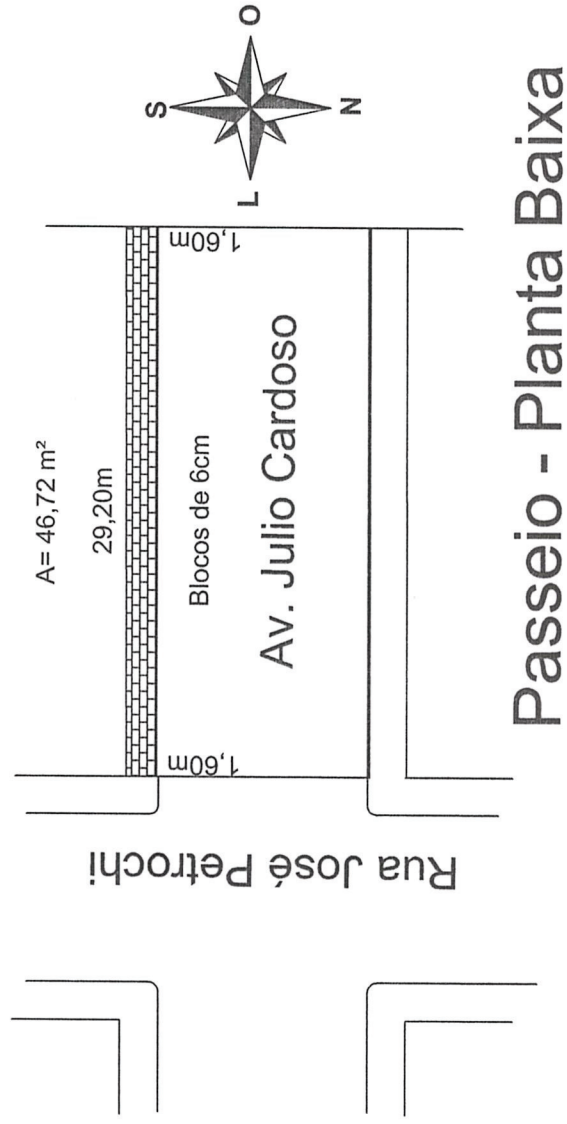 A= 46,72 m²
29,20m
1,60m
1,60m
Blocos de 6cm
Av. Julio Cardoso
Rua José Petrochi
S
O
L
N
Passeio - Planta Baixa